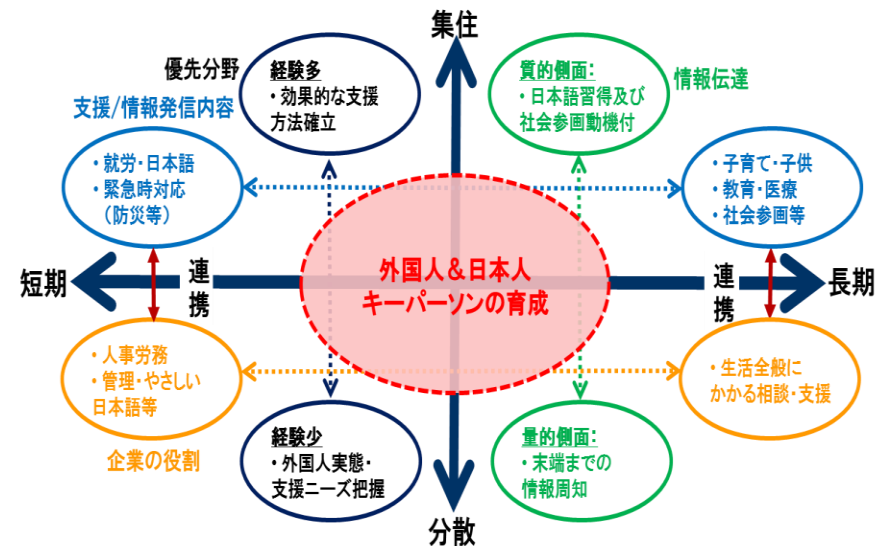 集住
優先分野
経験多
・効果的な支援
方法確立
質的側面：
・日本語習得及び
社会参画動機付
情報伝達
支援/情報発信内容
・就労・日本語
・緊急時対応
（防災等）
・子育て・子供
・教育・医療
・社会参画等
外国人＆日本人
キーパーソンの育成
短期
連
携
連
携
長期
・人事労務
・管理・やさしい
日本語等
・生活全般に
かかる相談・支援
企業の役割
経験少
・外国人実態・
支援ニーズ把握
量的側面：
・末端までの
情報周知
分散